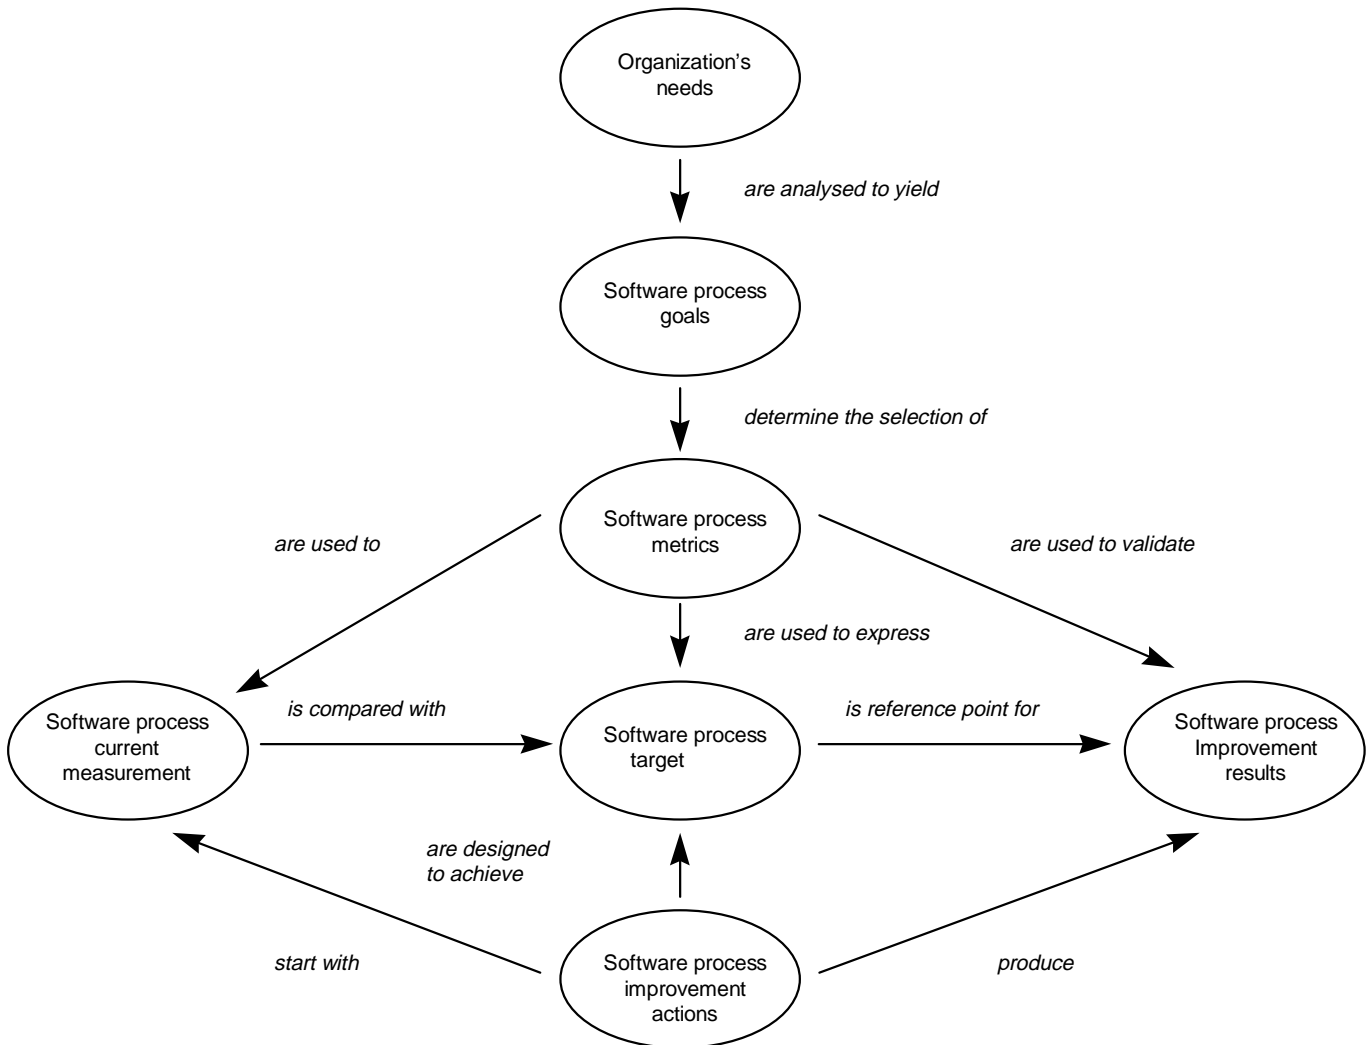 Organization's
needs
are analysed to yield
Software process
goals
determine the selection of
Software process
metrics
are used to
are used to validate
are used to express
Software process
current
measurement
is compared with
Software process
target
is reference point for
Software process
Improvement
results
are designed
to achieve
start with
Software process
improvement
actions
produce